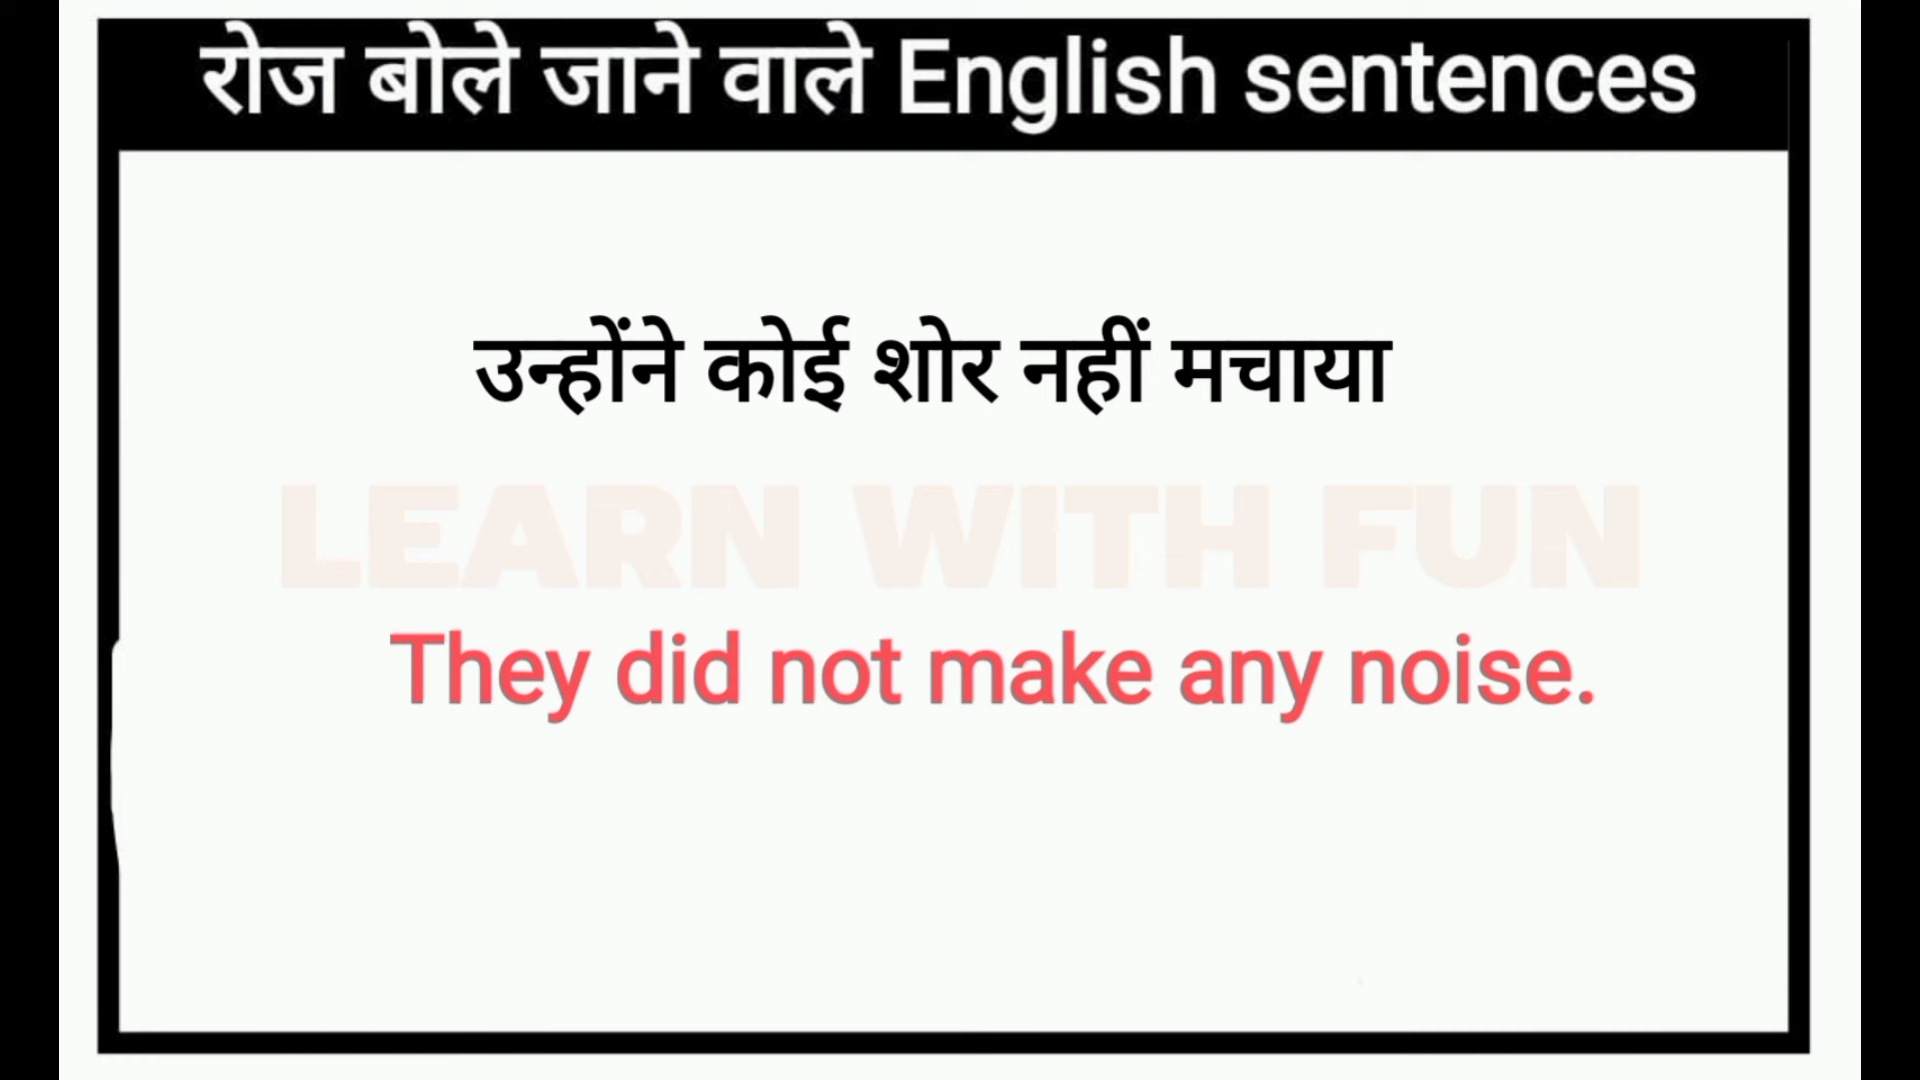 रोज बोले जाने वाले English sentences
उन्होंने कोई शोर नहीं मचाया
LEARN WITH FUN
They did not make any noise.